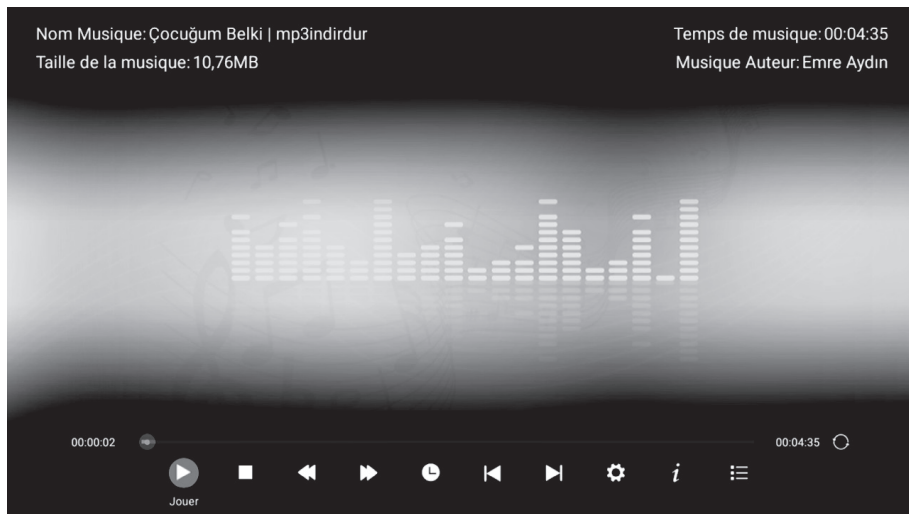 Nom Musique: Çocuğum Belki | mp3indirdur
Temps de musique: 00:04:35
Taille de la musique: 10,76MB
Musique Auteur: Emre Aydın
00:00:02
00:04:35
Jouer